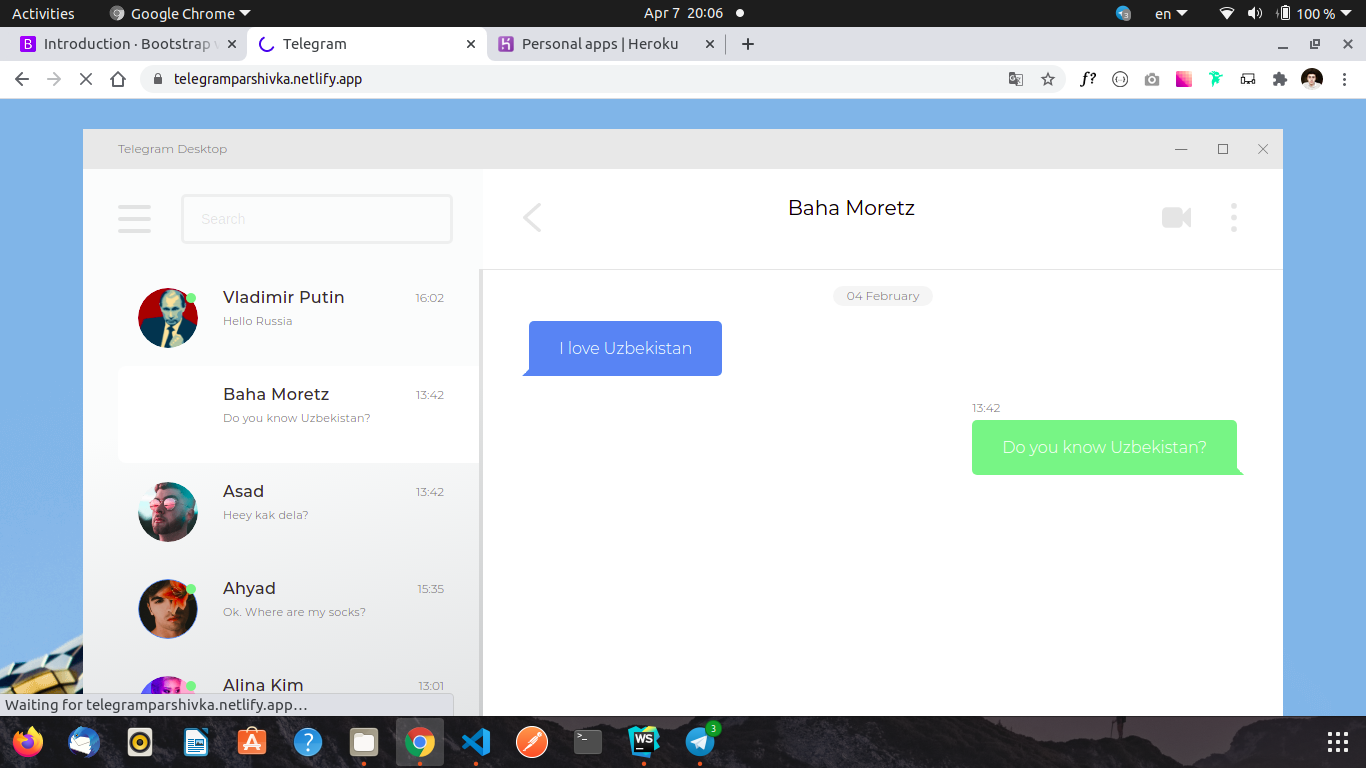 Activities
Google Chrome
Apr 7 20:06
3
en
100 %
B
Introduction · Bootstrap
Telegram
Personal apps | Heroku
telegramparshivka.netlify.app
f?
Telegram Desktop
Search
Baha Moretz
Vladimir Putin
16:02
Hello Russia
Baha Moretz
13:42
Do you know Uzbekistan?
Asad
13:42
Heey kak dela?
Ahyad
15:35
Ok. Where are my socks?
Alina Kim
13:01
04 February
I love Uzbekistan
13:42
Do you know Uzbekistan?
Waiting for telegramparshivka.netlify.app…
WS
3